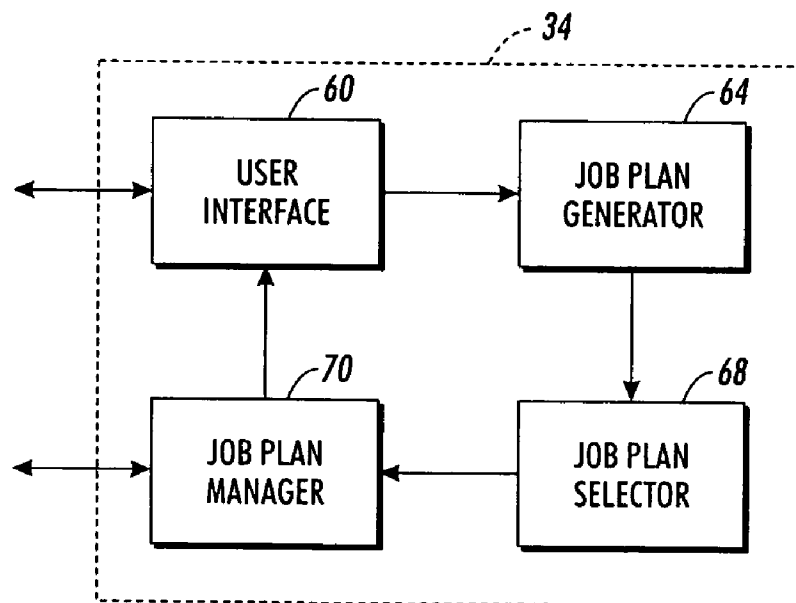 34
60
USER
INTERFACE
64
JOB PLAN
GENERATOR
70
JOB PLAN
MANAGER
68
JOB PLAN
SELECTOR